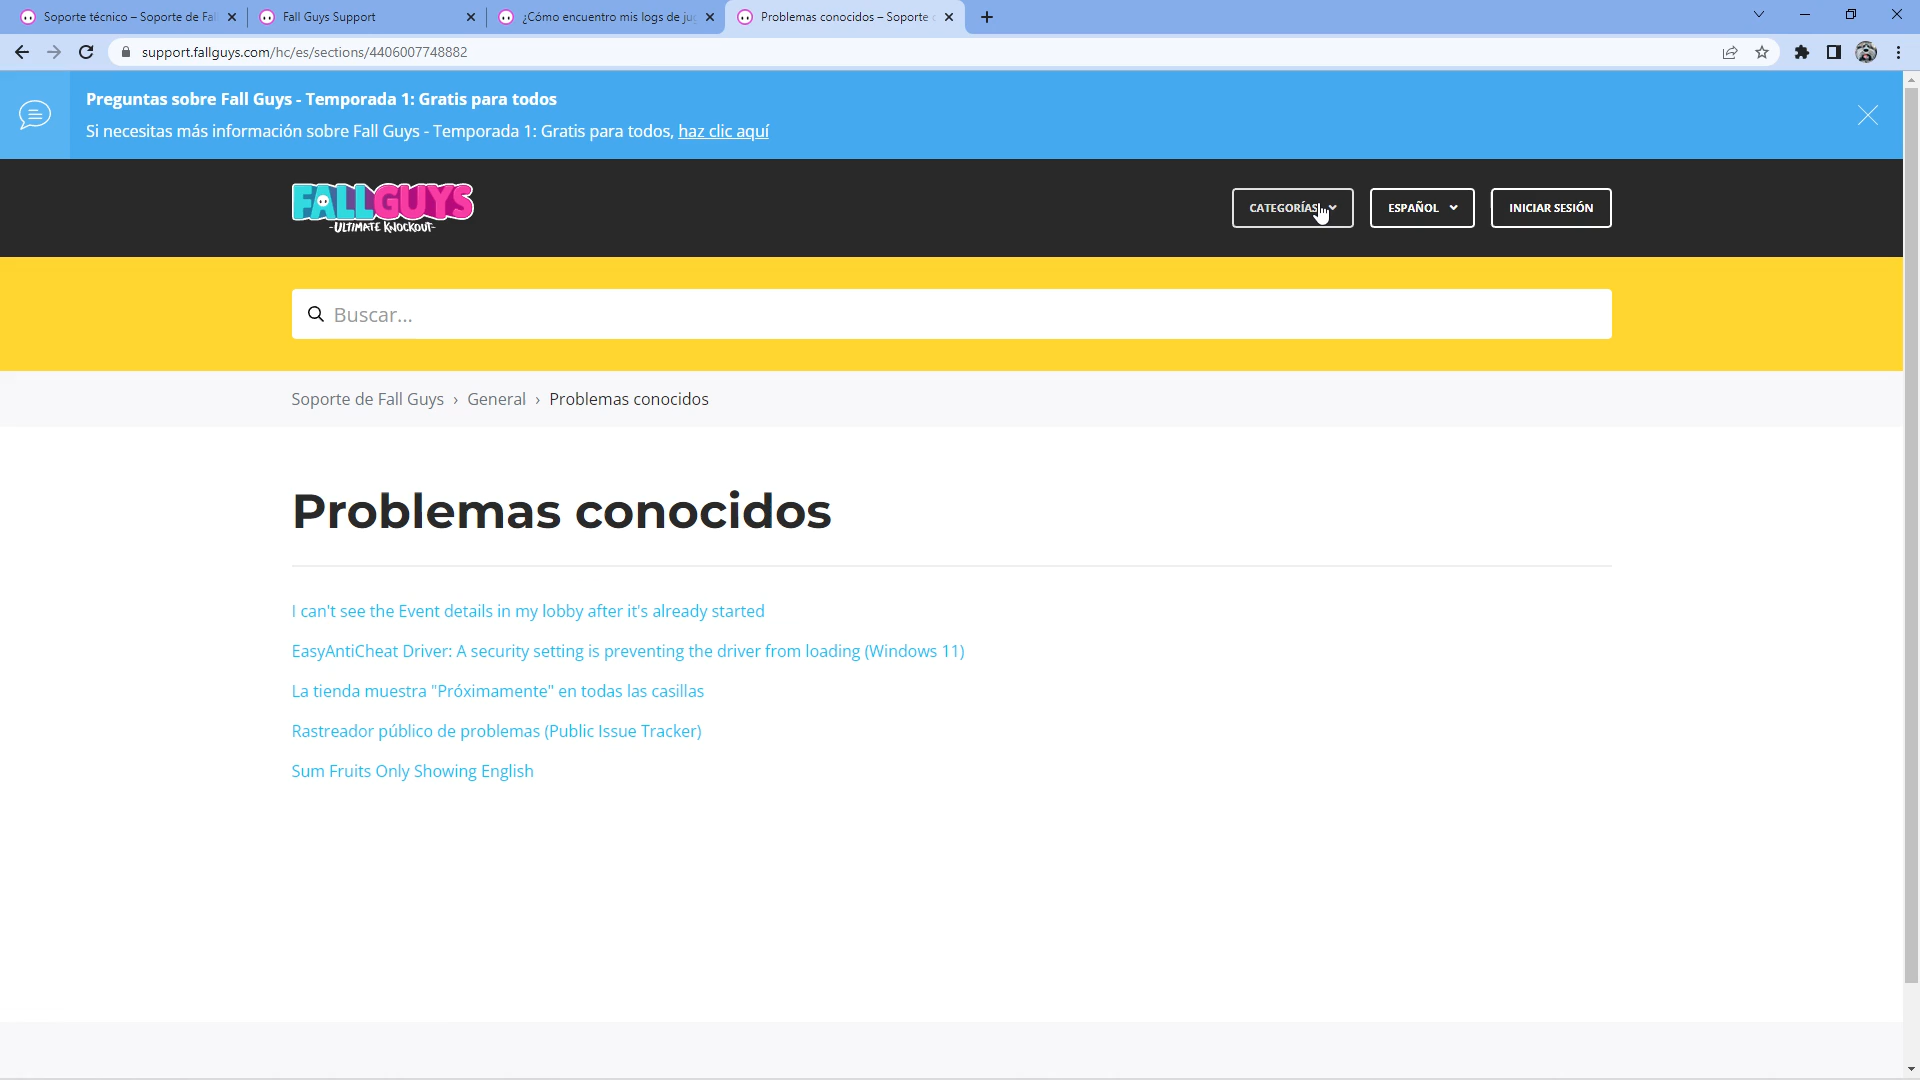 Soporte técnico – Soporte de Fal
Fall Guys Support
¿Cómo encuentro mis logs de jug
Problemas conocidos – Soporte d
support.fallguys.com/hc/es/sections/4406007748882
Preguntas sobre Fall Guys - Temporada 1: Gratis para todos
Si necesitas más información sobre Fall Guys - Temporada 1: Gratis para todos, haz clic aquí
FALL GUYS
-ULTIMATE KNOCKOUT-
CATEGORÍAS
ESPAÑOL
INICIAR SESIÓN
Buscar...
Soporte de Fall Guys › General › Problemas conocidos
Problemas conocidos
I can't see the Event details in my lobby after it's already started
EasyAntiCheat Driver: A security setting is preventing the driver from loading (Windows 11)
La tienda muestra "Próximamente" en todas las casillas
Rastreador público de problemas (Public Issue Tracker)
Sum Fruits Only Showing English